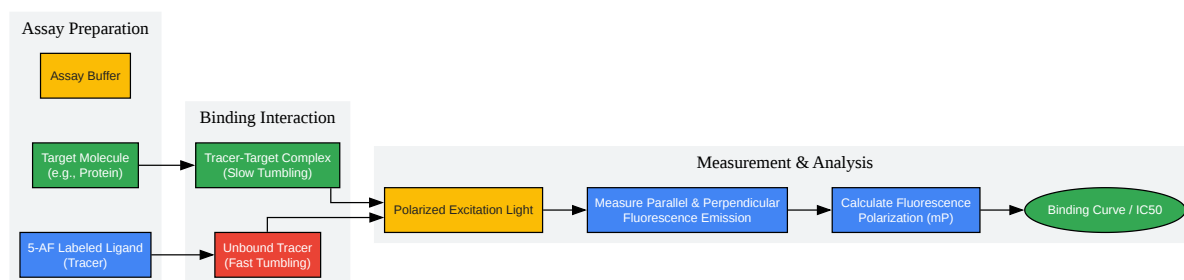 Assay Preparation
Assay Buffer
Target Molecule
(e.g., Protein)
5-AF Labeled Ligand
(Tracer)
Binding Interaction
Tracer-Target Complex
(Slow Tumbling)
Unbound Tracer
(Fast Tumbling)
Measurement & Analysis
Polarized Excitation Light
Measure Parallel & Perpendicular
Fluorescence Emission
Calculate Fluorescence
Polarization (mP)
Binding Curve / IC50